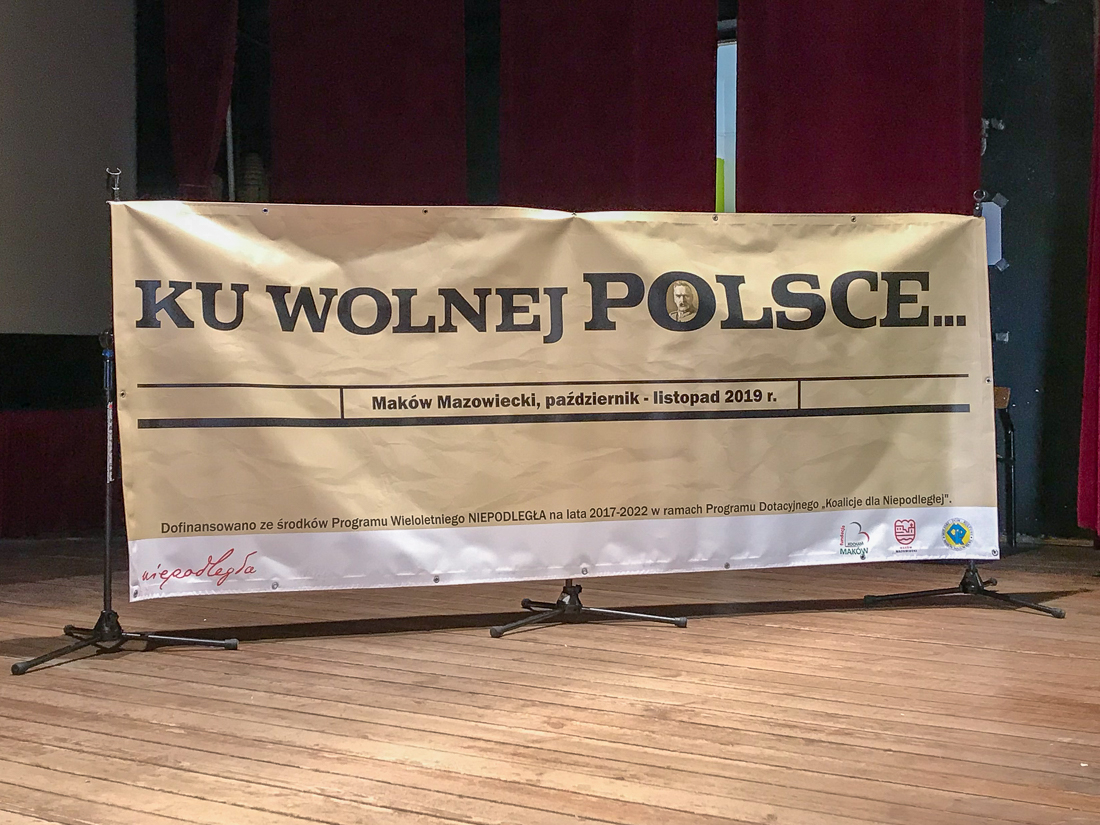 KU WOLNEJ POLSCE...
Maków Mazowiecki, październik - listopad 2019 r.
Dofinansowano ze środków Programu Wieloletniego NIEPODLEGŁA na lata 2017-2022 w ramach Programu Dotacyjnego „Koalicje dla Niepodległej".
niepodległa
MAKÓW